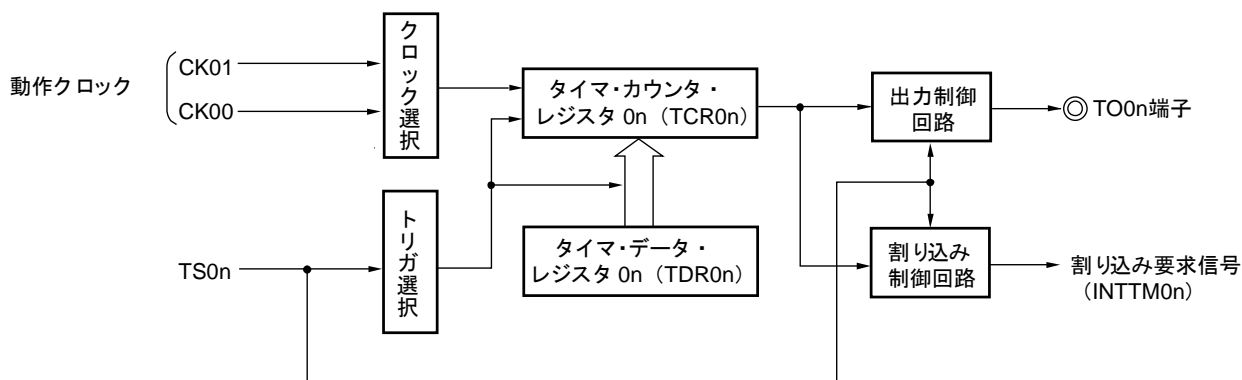 動作クロック
CK01
CK00
クロック選択
タイマ・カウンタ・
レジスタ 0n（TCR0n）
出力制御
回路
TO0n端子
TS0n
トリガ選択
タイマ・データ・
レジスタ 0n（TDR0n）
割り込み
制御回路
割り込み要求信号
（INTTM0n）